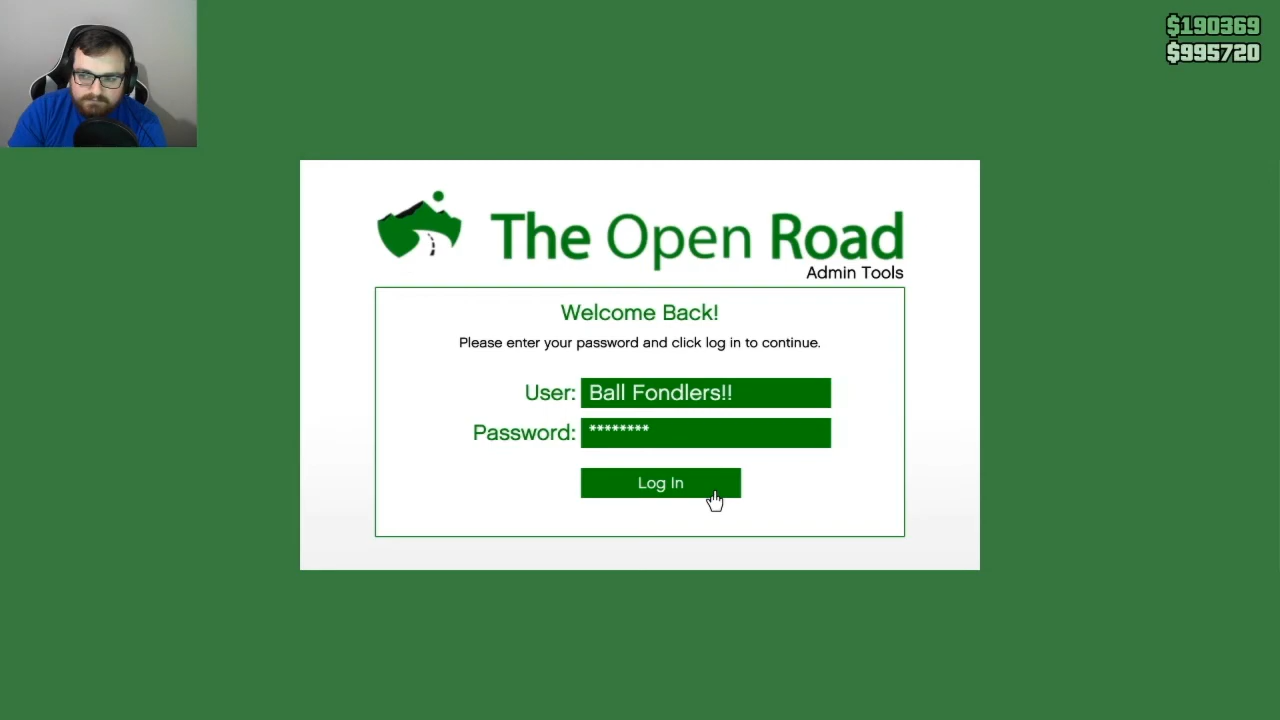 $190369
$995720
The Open Road
Admin Tools
Welcome Back!
Please enter your password and click log in to continue.
User: Ball Fondlers!!
Password: ********
Log In